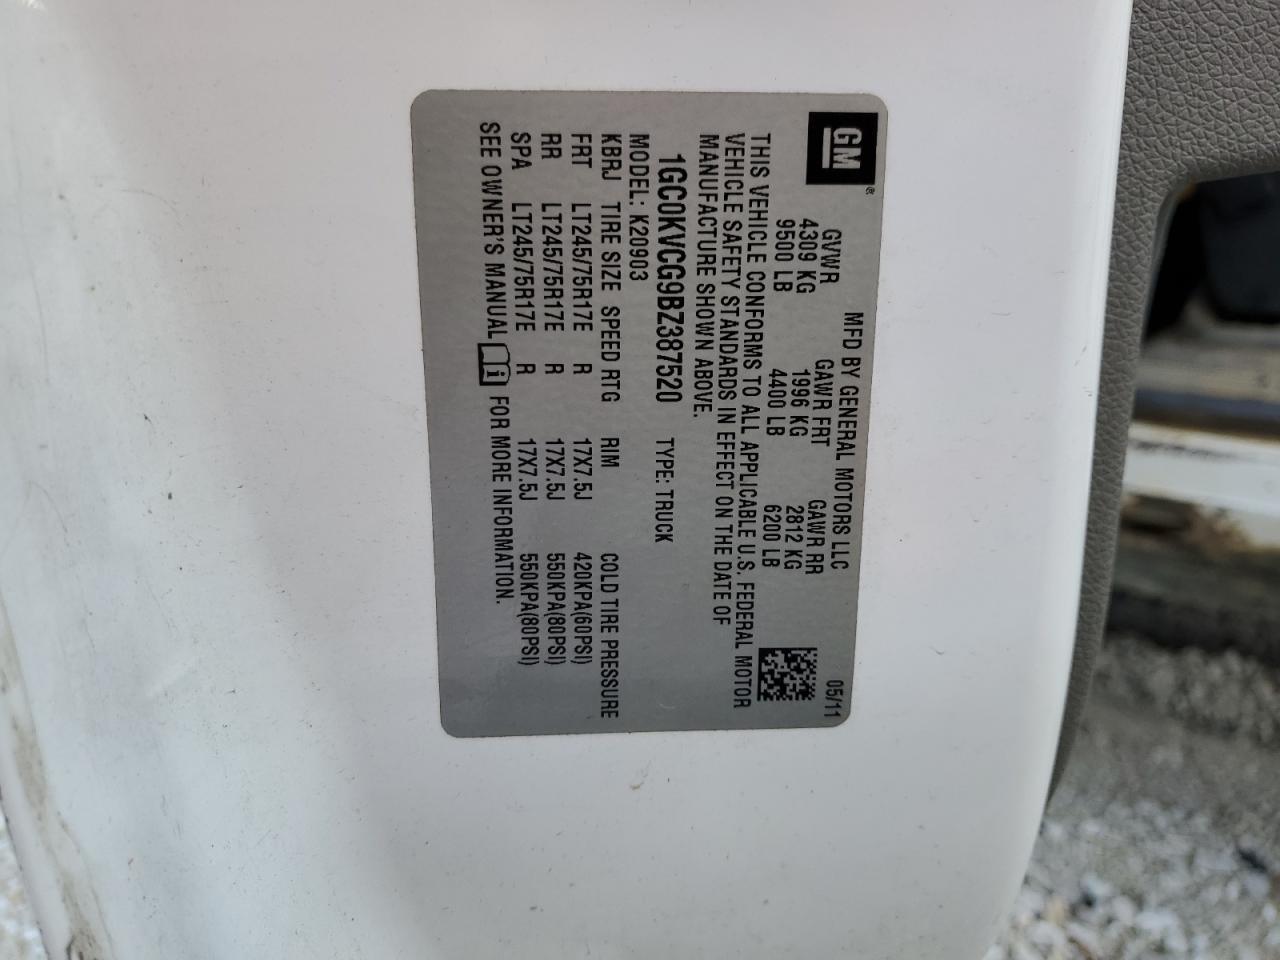 GM®
MFD BY GENERAL MOTORS LLC 05/11
GVWR GAWR FRT GAWR RR
4309 KG 1996 KG 2812 KG
9500 LB 4400 LB 6200 LB
THIS VEHICLE CONFORMS TO ALL APPLICABLE U.S. FEDERAL MOTOR
VEHICLE SAFETY STANDARDS IN EFFECT ON THE DATE OF
MANUFACTURE SHOWN ABOVE.
1GC0KVCG9BZ387520 TYPE: TRUCK
MODEL: K20903
KBRJ TIRE SIZE SPEED RTG RIM COLD TIRE PRESSURE
FRT LT245/75R17E R 17X7.5J 420KPA(60PSI)
RR LT245/75R17E R 17X7.5J 550KPA(80PSI)
SPA LT245/75R17E R 17X7.5J 550KPA(80PSI)
SEE OWNER'S MANUAL i FOR MORE INFORMATION.